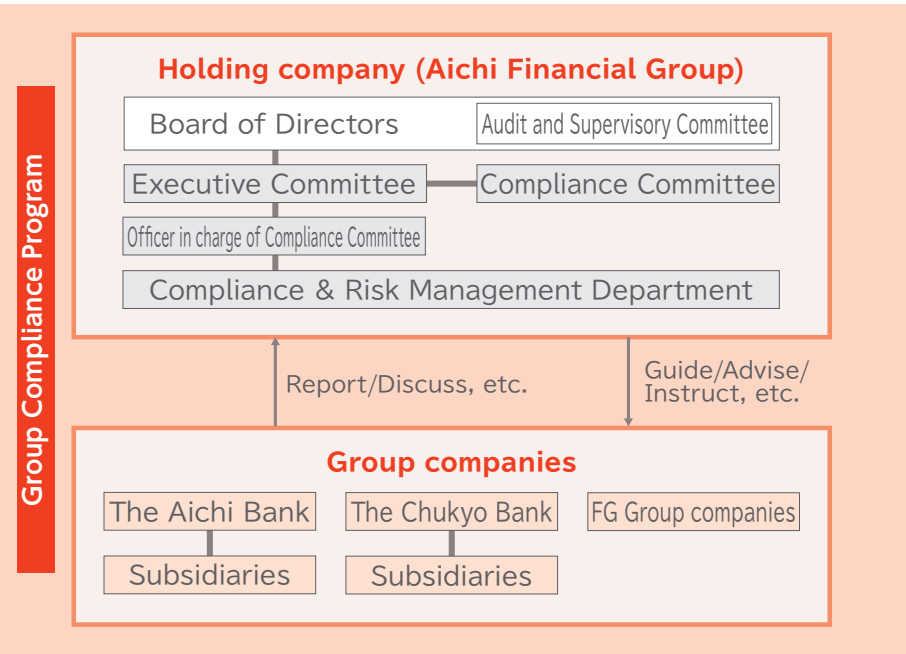 Group Compliance Program
Holding company (Aichi Financial Group)
Board of Directors
Audit and Supervisory Committee
Executive Committee
Compliance Committee
Officer in charge of Compliance Committee
Compliance & Risk Management Department
Report/Discuss, etc.
Guide/Advise/
Instruct, etc.
Group companies
The Aichi Bank
The Chukyo Bank
FG Group companies
Subsidiaries
Subsidiaries